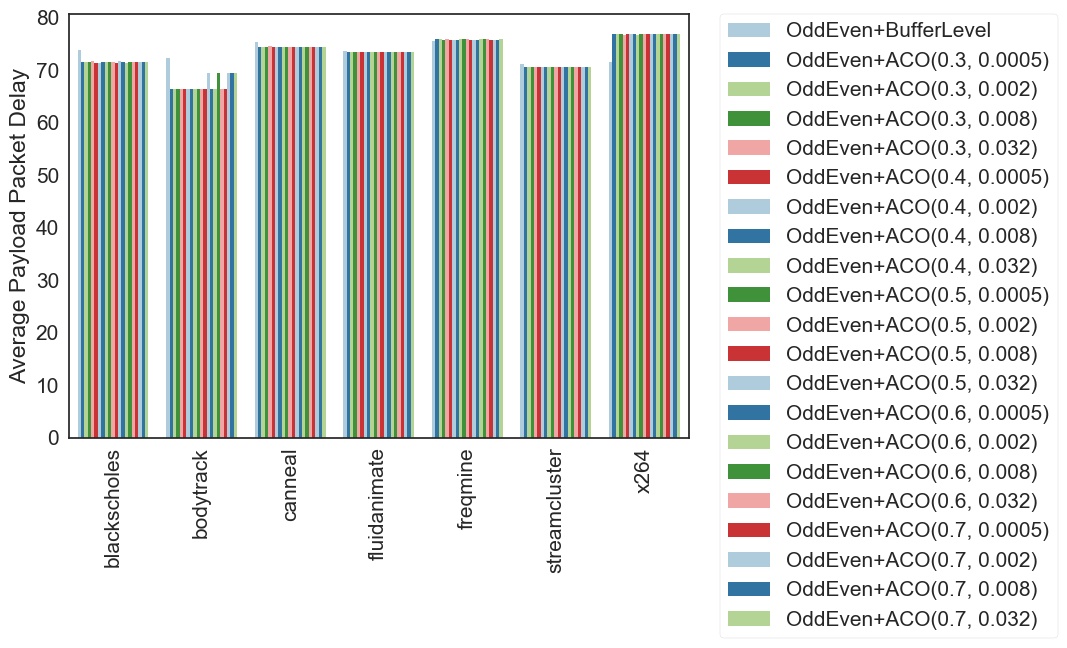 Average Payload Packet Delay
80
70
60
50
40
30
20
10
0
blackscholes
bodytrack
canneal
fluidanimate
freqmine
streamcluster
x264
OddEven+BufferLevel
OddEven+ACO(0.3, 0.0005)
OddEven+ACO(0.3, 0.002)
OddEven+ACO(0.3, 0.008)
OddEven+ACO(0.3, 0.032)
OddEven+ACO(0.4, 0.0005)
OddEven+ACO(0.4, 0.002)
OddEven+ACO(0.4, 0.008)
OddEven+ACO(0.4, 0.032)
OddEven+ACO(0.5, 0.0005)
OddEven+ACO(0.5, 0.002)
OddEven+ACO(0.5, 0.008)
OddEven+ACO(0.5, 0.032)
OddEven+ACO(0.6, 0.0005)
OddEven+ACO(0.6, 0.002)
OddEven+ACO(0.6, 0.008)
OddEven+ACO(0.6, 0.032)
OddEven+ACO(0.7, 0.0005)
OddEven+ACO(0.7, 0.002)
OddEven+ACO(0.7, 0.008)
OddEven+ACO(0.7, 0.032)